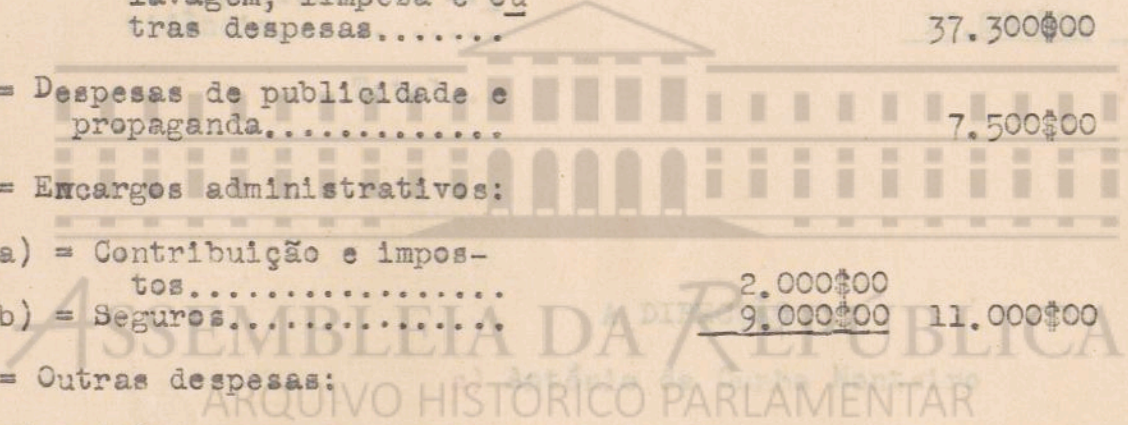 lavagem, limpeza e ou
tras despesas....... 37.300$00
= Despesas de publicidade e
propaganda............. 7.500$00
= Encargos administrativos:
a) = Contribuição e impos-
tos.................. 2.000$00
b) = Seguros............... 9.000$00 11.000$00
= Outras despesas:
ASSEMBLEIA DA REPÚBLICA
ARQUIVO HISTÓRICO PARLAMENTAR